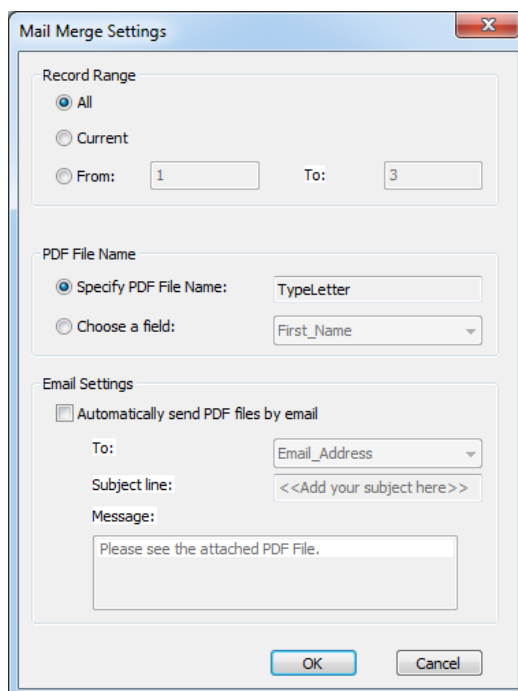 Mail Merge Settings
Record Range
All
Current
From: 1 To: 3
PDF File Name
Specify PDF File Name: TypeLetter
Choose a field: First_Name
Email Settings
Automatically send PDF files by email
To: Email_Address
Subject line: <<Add your subject here>>
Message:
Please see the attached PDF File.
OK Cancel